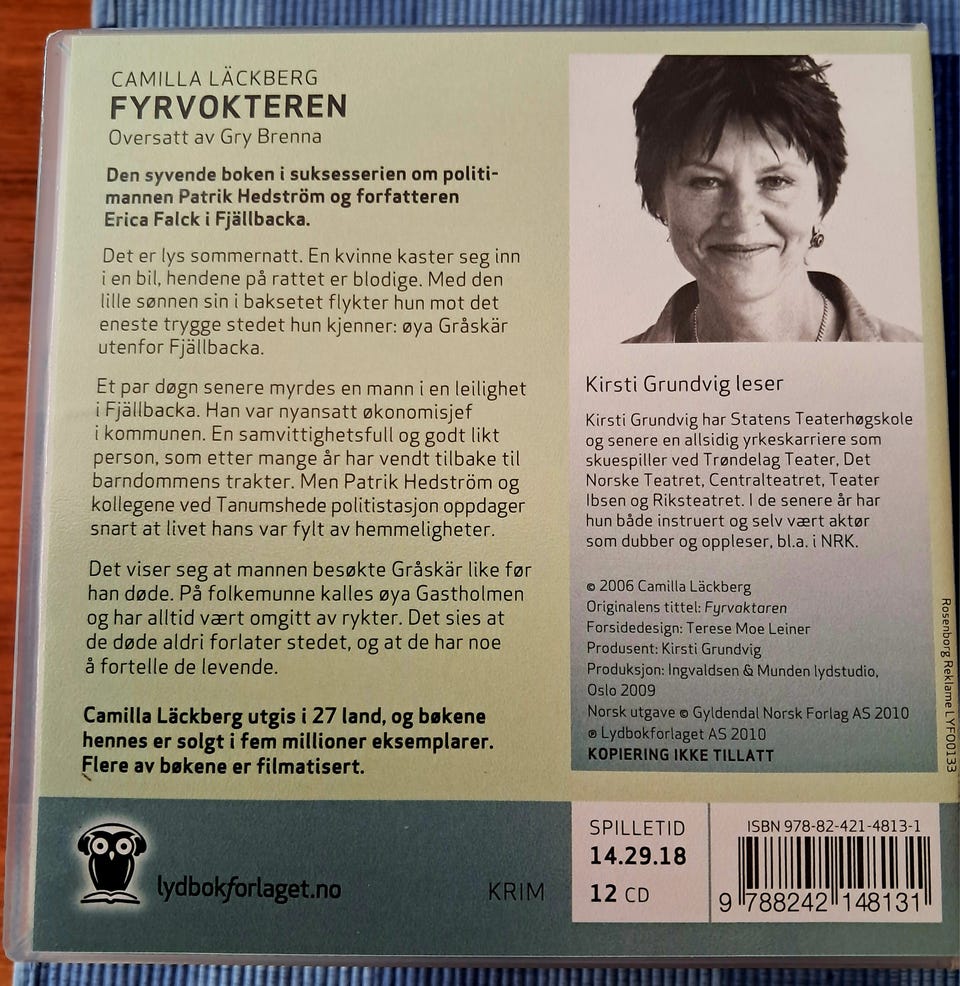 CAMILLA LÄCKBERG
FYRVOKTEREN
Oversatt av Gry Brenna
Den syvende boken i suksesserien om politi-
mannen Patrik Hedström og forfatteren
Erica Falck i Fjällbacka.
Det er lys sommernatt. En kvinne kaster seg inn
i en bil, hendene på rattet er blodige. Med den
lille sønnen sin i baksetet flykter hun mot det
eneste trygge stedet hun kjenner: øya Gråskär
utenfor Fjällbacka.
Et par døgn senere myrdes en mann i en leilighet
i Fjällbacka. Han var nyansatt økonomisjef
i kommunen. En samvittighetsfull og godt likt
person, som etter mange år har vendt tilbake til
barndommens trakter. Men Patrik Hedström og
kollegene ved Tanumshede politistasjon oppdager
snart at livet hans var fylt av hemmeligheter.
Det viser seg at mannen besøkte Gråskär like før
han døde. På folkemunne kalles øya Gastholmen
og har alltid vært omgitt av rykter. Det sies at
de døde aldri forlater stedet, og at de har noe
å fortelle de levende.
Camilla Läckberg utgis i 27 land, og bøkene
hennes er solgt i fem millioner eksemplarer.
Flere av bøkene er filmatisert.
Kirsti Grundvig leser
Kirsti Grundvig har Statens Teaterhøgskole
og senere en allsidig yrkeskarriere som
skuespiller ved Trøndelag Teater, Det
Norske Teatret, Centralteatret, Teater
Ibsen og Riksteatret. I de senere år har
hun både instruert og selv vært aktør
som dubber og oppleser, bl.a. i NRK.
© 2006 Camilla Läckberg
Originalens tittel: Fyrvaktaren
Forsidedesign: Terese Moe Leiner
Produsent: Kirsti Grundvig
Produksjon: Ingvaldsen & Munden lydstudio,
Oslo 2009
Norsk utgave © Gyldendal Norsk Forlag AS 2010
℗ Lydbokforlaget AS 2010
KOPIERING IKKE TILLATT
Rosenborg Reklame LYF00133
lydbokforlaget.no
KRIM
SPILLETID
14.29.18
12 CD
ISBN 978-82-421-4813-1
9 788242 148131